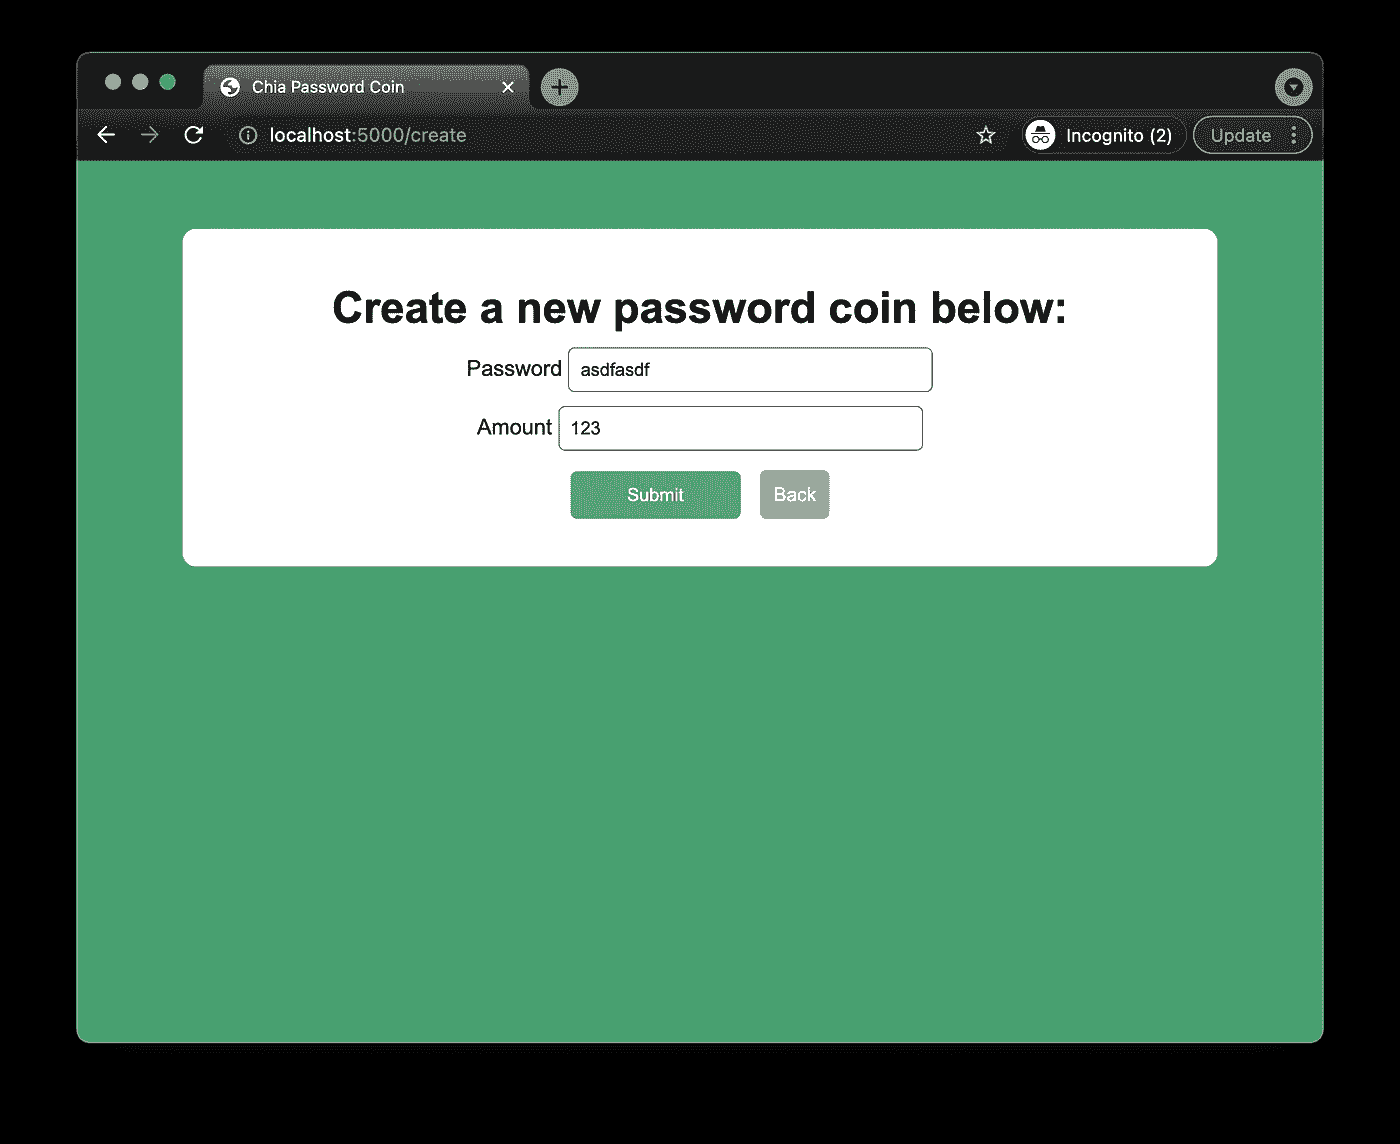 Chia Password Coin
localhost:5000/create
Incognito (2)
Update
Create a new password coin below:
Password asdfasdf
Amount 123
Submit Back